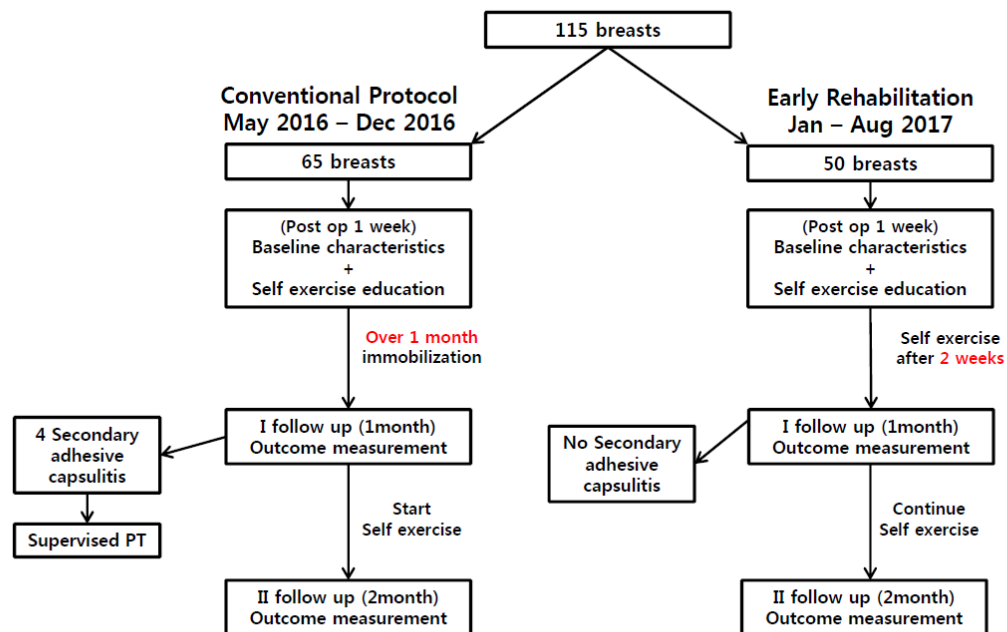 115 breasts
Conventional Protocol
May 2016 – Dec 2016
65 breasts
(Post op 1 week)
Baseline characteristics
+
Self exercise education
Over 1 month
immobilization
I follow up (1month)
Outcome measurement
4 Secondary
adhesive
capsulitis
Supervised PT
Start
Self exercise
II follow up (2month)
Outcome measurement
Early Rehabilitation
Jan – Aug 2017
50 breasts
(Post op 1 week)
Baseline characteristics
+
Self exercise education
Self exercise
after 2 weeks
I follow up (1month)
Outcome measurement
No Secondary
adhesive
capsulitis
Continue
Self exercise
II follow up (2month)
Outcome measurement